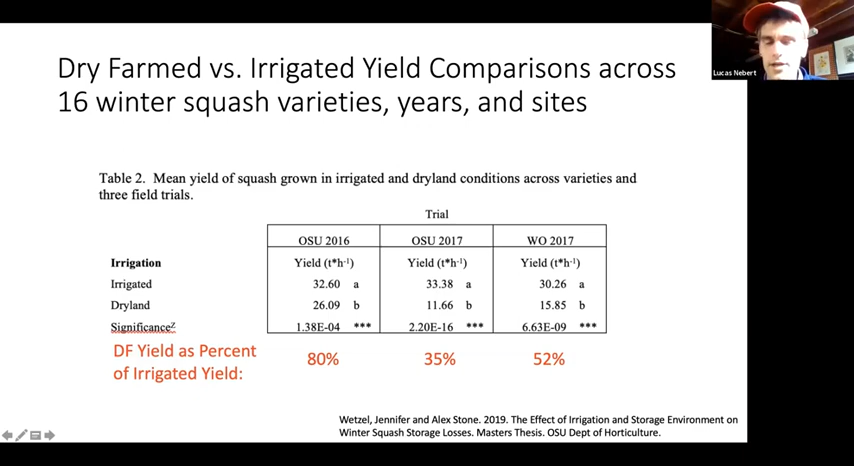 Lucas Nebert
Dry Farmed vs. Irrigated Yield Comparisons across
16 winter squash varieties, years, and sites
Table 2. Mean yield of squash grown in irrigated and dryland conditions across varieties and
three field trials.
Trial
OSU 2016 OSU 2017 WO 2017
Irrigation Yield (t*h-1) Yield (t*h-1) Yield (t*h-1)
Irrigated 32.60 a 33.38 a 30.26 a
Dryland 26.09 b 11.66 b 15.85 b
SignificanceZ 1.38E-04 *** 2.20E-16 *** 6.63E-09 ***
DF Yield as Percent
of Irrigated Yield: 80% 35% 52%
Wetzel, Jennifer and Alex Stone. 2019. The Effect of Irrigation and Storage Environment on
Winter Squash Storage Losses. Masters Thesis. OSU Dept of Horticulture.